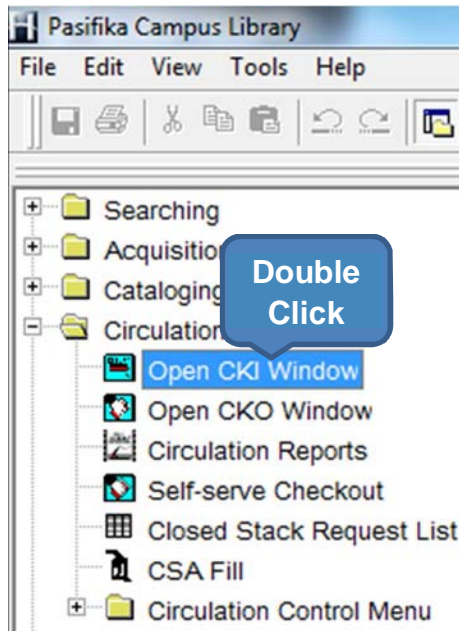 Pasifika Campus Library
File Edit View Tools Help
Searching
Acquisitio
Cataloging
Double
Click
Circulation
Open CKI Window
Open CKO Window
Circulation Reports
Self-serve Checkout
Closed Stack Request List
CSA Fill
Circulation Control Menu